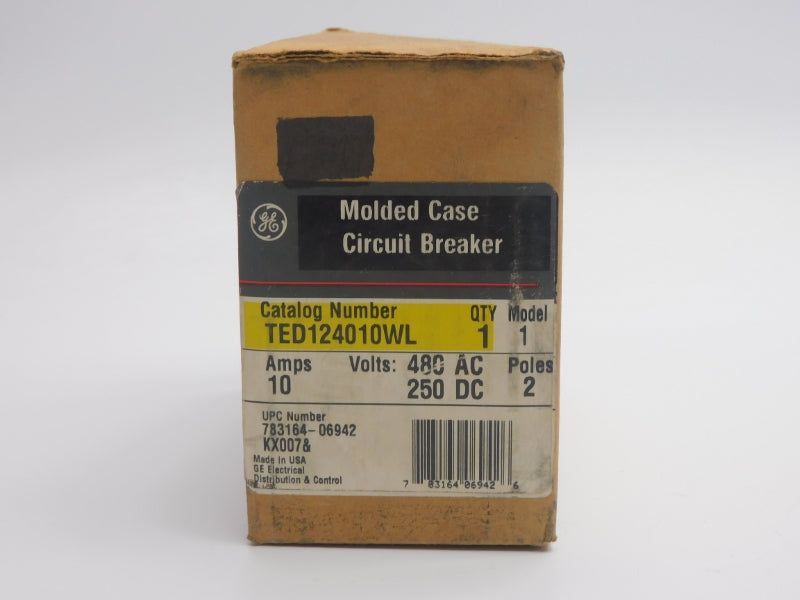 GE
Molded Case
Circuit Breaker
Catalog Number QTY Model
TED124010WL 1 1
Amps Volts: 480 AC Poles
10 250 DC 2
UPC Number
783164-06942
KX007&
Made In USA
GE Electrical
Distribution & Control
7 83164 06942 6